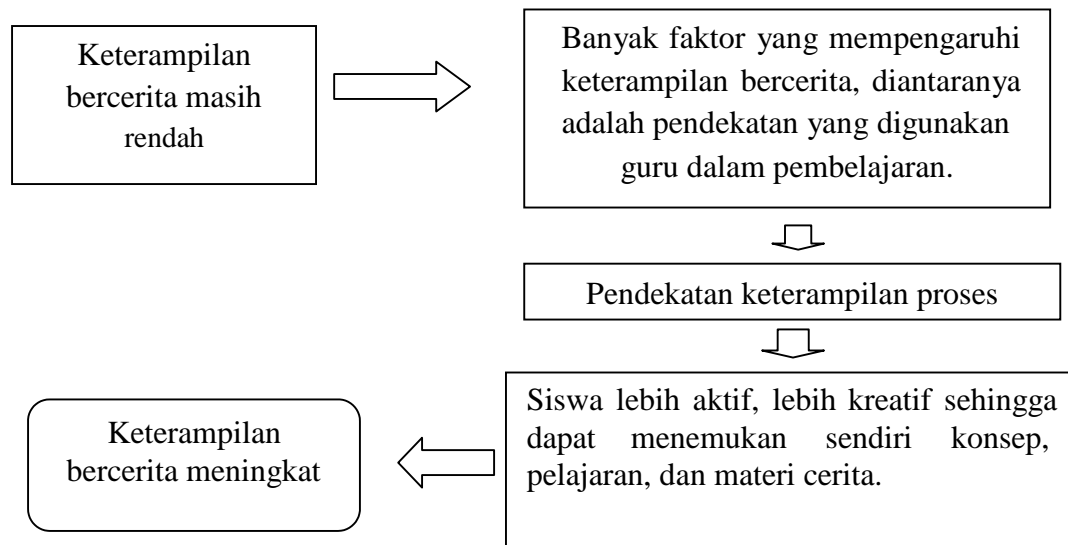 Keterampilan
bercerita masih
rendah
Banyak faktor yang mempengaruhi
keterampilan bercerita, diantaranya
adalah pendekatan yang digunakan
guru dalam pembelajaran.
Pendekatan keterampilan proses
Siswa lebih aktif, lebih kreatif sehingga
dapat menemukan sendiri konsep,
pelajaran, dan materi cerita.
Keterampilan
bercerita meningkat